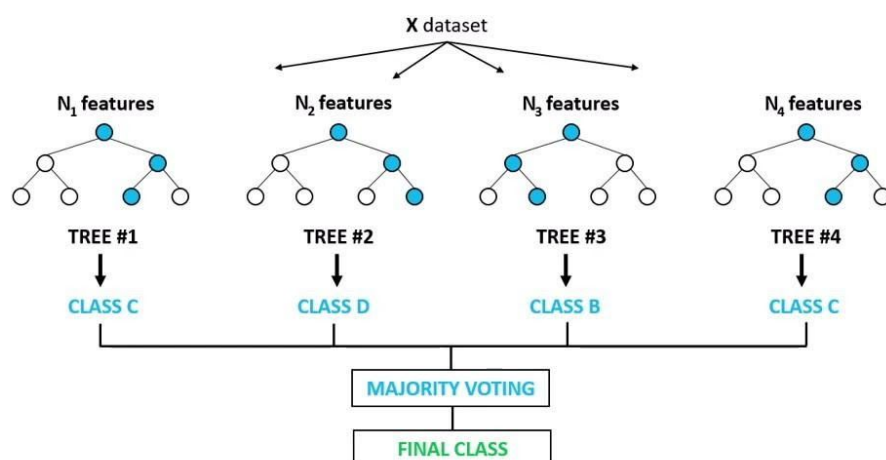 X dataset
N₁ features
N₂ features
N₃ features
N₄ features
TREE #1
TREE #2
TREE #3
TREE #4
CLASS C
CLASS D
CLASS B
CLASS C
MAJORITY VOTING
FINAL CLASS